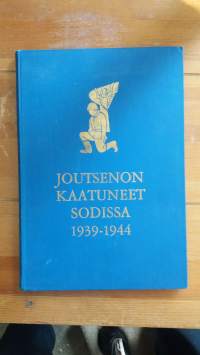 JOUTSENON
KAATUNEET
SODISSA
1939-1944